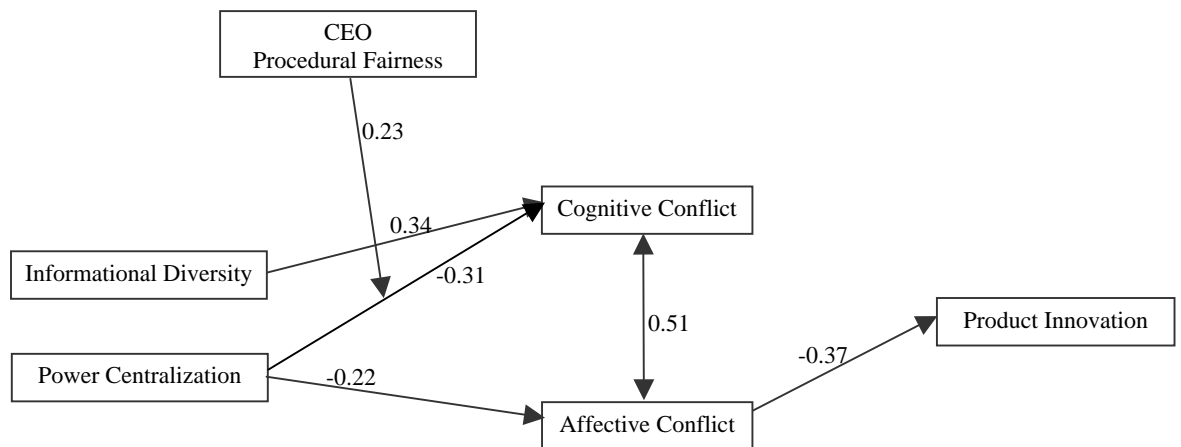 CEO
Procedural Fairness
0.23
Cognitive Conflict
0.34
Informational Diversity
-0.31
0.51
Product Innovation
-0.37
Power Centralization
-0.22
Affective Conflict